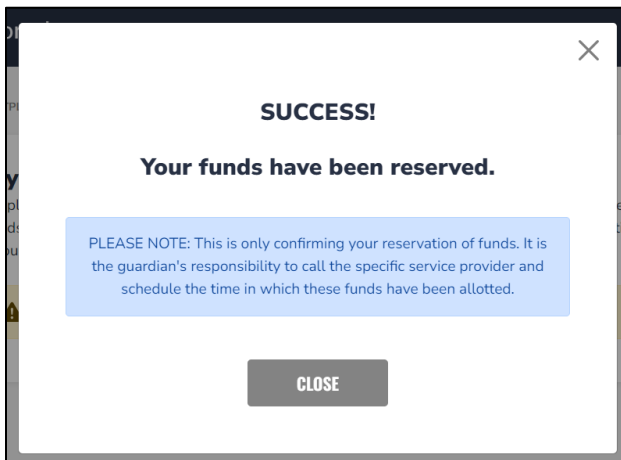 SUCCESS!
Your funds have been reserved.
PLEASE NOTE: This is only confirming your reservation of funds. It is
the guardian's responsibility to call the specific service provider and
schedule the time in which these funds have been allotted.
CLOSE